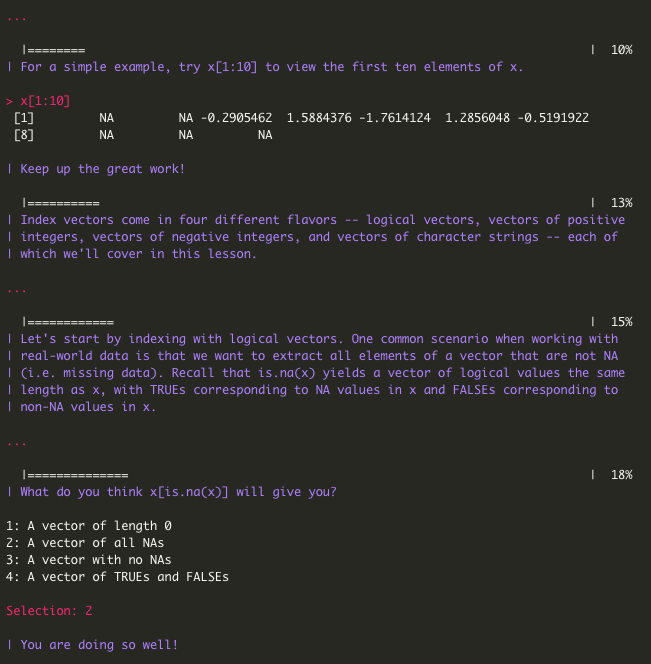 ...
|======== | 10%
| For a simple example, try x[1:10] to view the first ten elements of x.
> x[1:10]
[1] NA NA -0.2905462 1.5884376 -1.7614124 1.2856048 -0.5191922
[8] NA NA NA
| Keep up the great work!
|========== | 13%
| Index vectors come in four different flavors -- logical vectors, vectors of positive
| integers, vectors of negative integers, and vectors of character strings -- each of
| which we'll cover in this lesson.
...
|============ | 15%
| Let's start by indexing with logical vectors. One common scenario when working with
| real-world data is that we want to extract all elements of a vector that are not NA
| (i.e. missing data). Recall that is.na(x) yields a vector of logical values the same
| length as x, with TRUEs corresponding to NA values in x and FALSEs corresponding to
| non-NA values in x.
...
|============== | 18%
| What do you think x[is.na(x)] will give you?
1: A vector of length 0
2: A vector of all NAs
3: A vector with no NAs
4: A vector of TRUEs and FALSEs
Selection: 2
| You are doing so well!